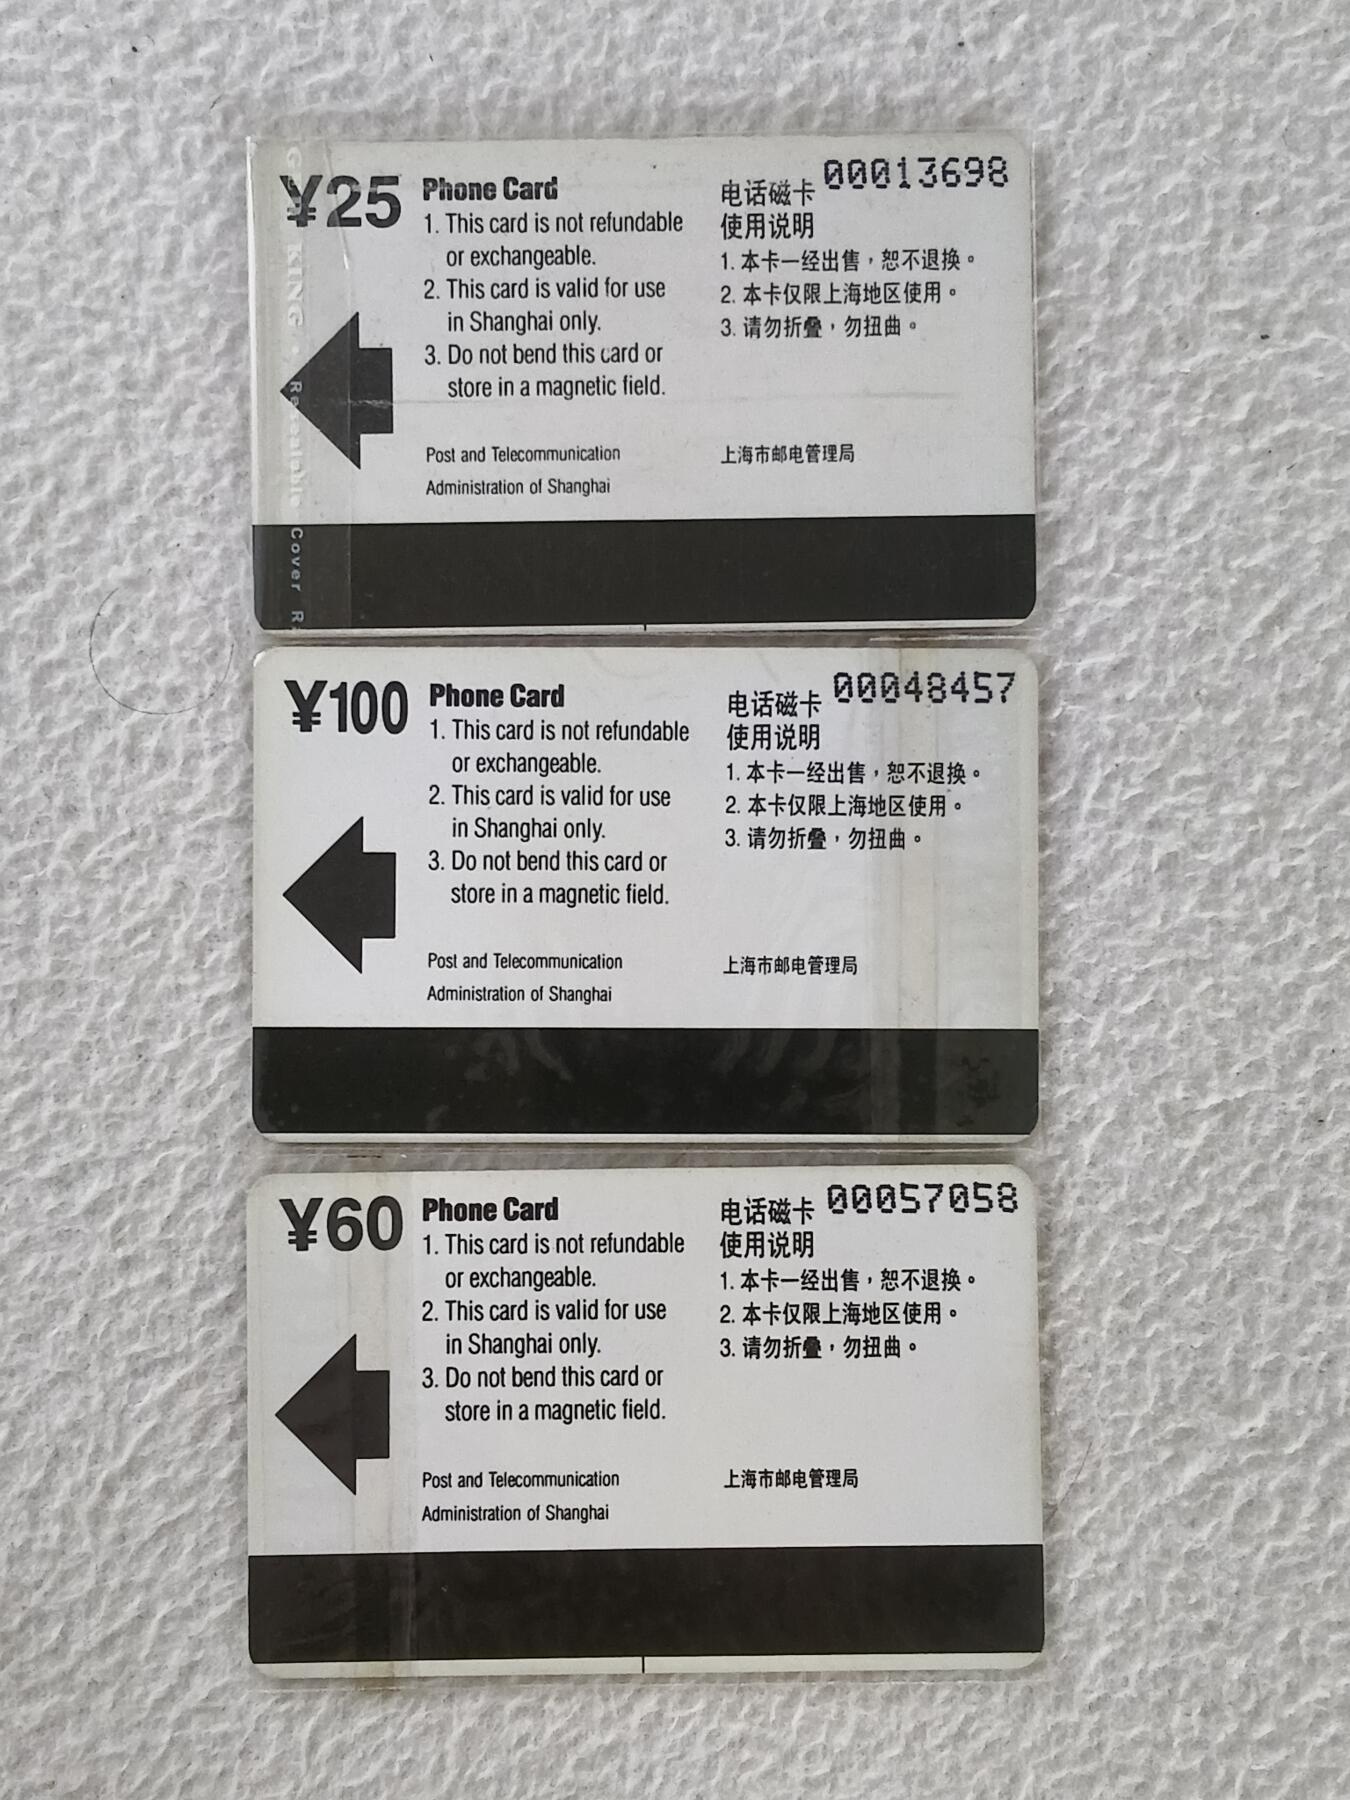 ¥25
Phone Card
1. This card is not refundable
or exchangeable.
2. This card is valid for use
in Shanghai only.
3. Do not bend this card or
store in a magnetic field.
Post and Telecommunication
Administration of Shanghai
00013698
电话磁卡
使用说明
1. 本卡一经出售，恕不退换。
2. 本卡仅限上海地区使用。
3. 请勿折叠，勿扭曲。
上海市邮电管理局
KING • Resealable Cover
¥100
Phone Card
1. This card is not refundable
or exchangeable.
2. This card is valid for use
in Shanghai only.
3. Do not bend this card or
store in a magnetic field.
Post and Telecommunication
Administration of Shanghai
00048457
电话磁卡
使用说明
1. 本卡一经出售，恕不退换。
2. 本卡仅限上海地区使用。
3. 请勿折叠，勿扭曲。
上海市邮电管理局
¥60
Phone Card
1. This card is not refundable
or exchangeable.
2. This card is valid for use
in Shanghai only.
3. Do not bend this card or
store in a magnetic field.
Post and Telecommunication
Administration of Shanghai
00057058
电话磁卡
使用说明
1. 本卡一经出售，恕不退换。
2. 本卡仅限上海地区使用。
3. 请勿折叠，勿扭曲。
上海市邮电管理局